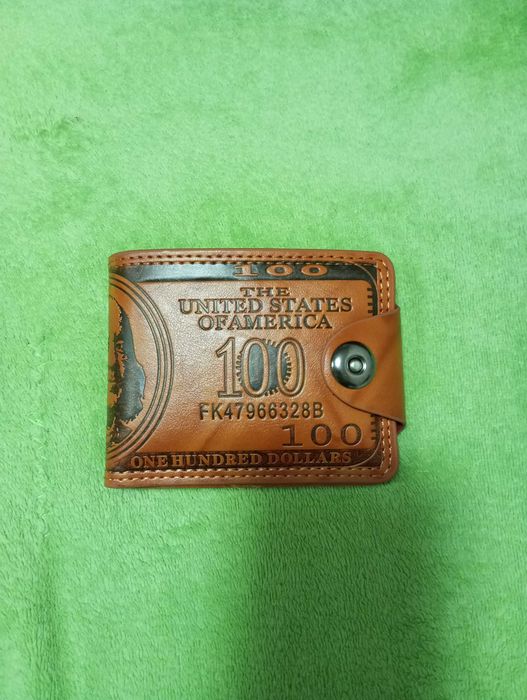 100
THE
UNITED STATES
OFAMERICA
100
FK47966328B
100
ONE HUNDRED DOLLARS